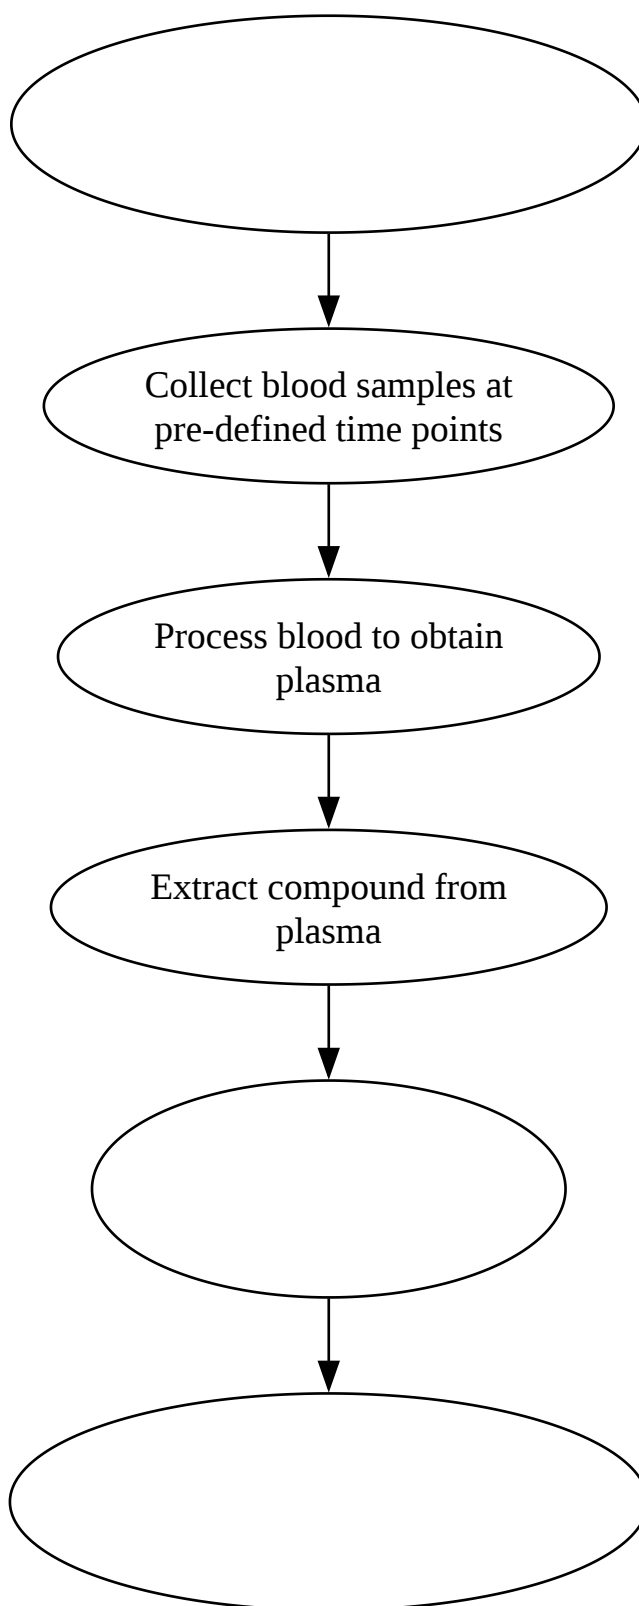 Collect blood samples at
pre-defined time points
Process blood to obtain
plasma
Extract compound from
plasma